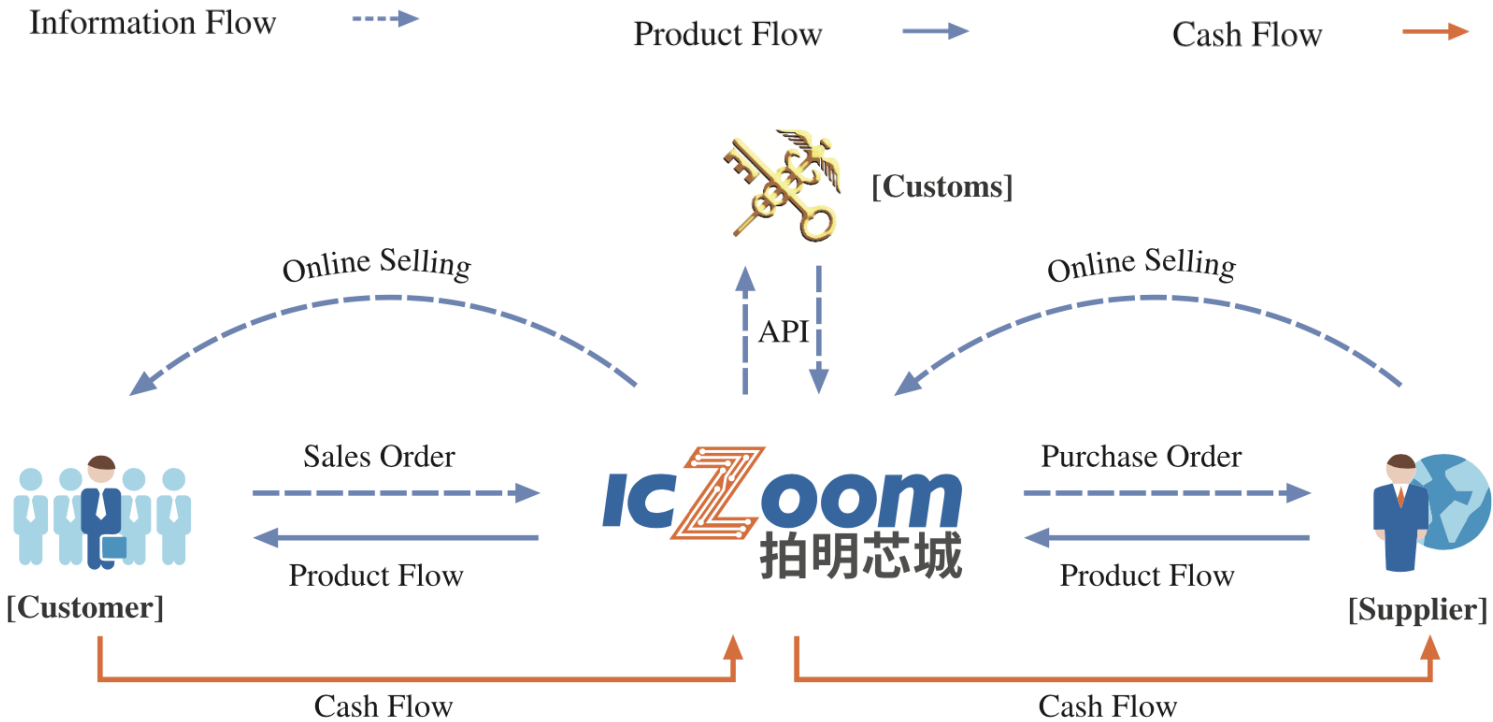 Information Flow
Product Flow
Cash Flow
[Customs]
Online Selling
Online Selling
API
Sales Order
Purchase Order
ICZoom
拍明芯城
Product Flow
Product Flow
[Customer]
[Supplier]
Cash Flow
Cash Flow